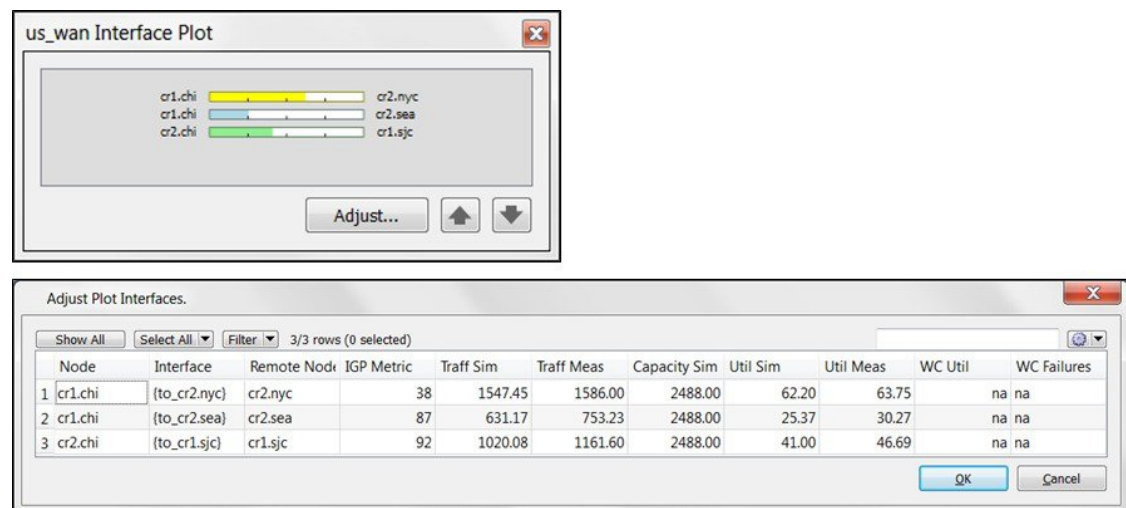 us_wan Interface Plot
cr1.chi cr2.nyc
cr1.chi cr2.sea
cr2.chi cr1.sjc
Adjust...
Adjust Plot Interfaces.
Show All Select All Filter 3/3 rows (0 selected)
Node Interface Remote Node IGP Metric Traff Sim Traff Meas Capacity Sim Util Sim Util Meas WC Util WC Failures
1 cr1.chi {to_cr2.nyc} cr2.nyc 38 1547.45 1586.00 2488.00 62.20 63.75 na na
2 cr1.chi {to_cr2.sea} cr2.sea 87 631.17 753.23 2488.00 25.37 30.27 na na
3 cr2.chi {to_cr1.sjc} cr1.sjc 92 1020.08 1161.60 2488.00 41.00 46.69 na na
OK Cancel